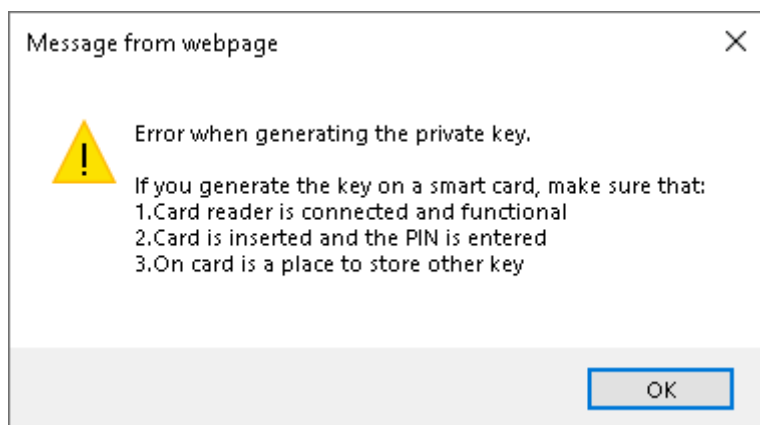 Message from webpage
Error when generating the private key.
If you generate the key on a smart card, make sure that:
1.Card reader is connected and functional
2.Card is inserted and the PIN is entered
3.On card is a place to store other key
OK